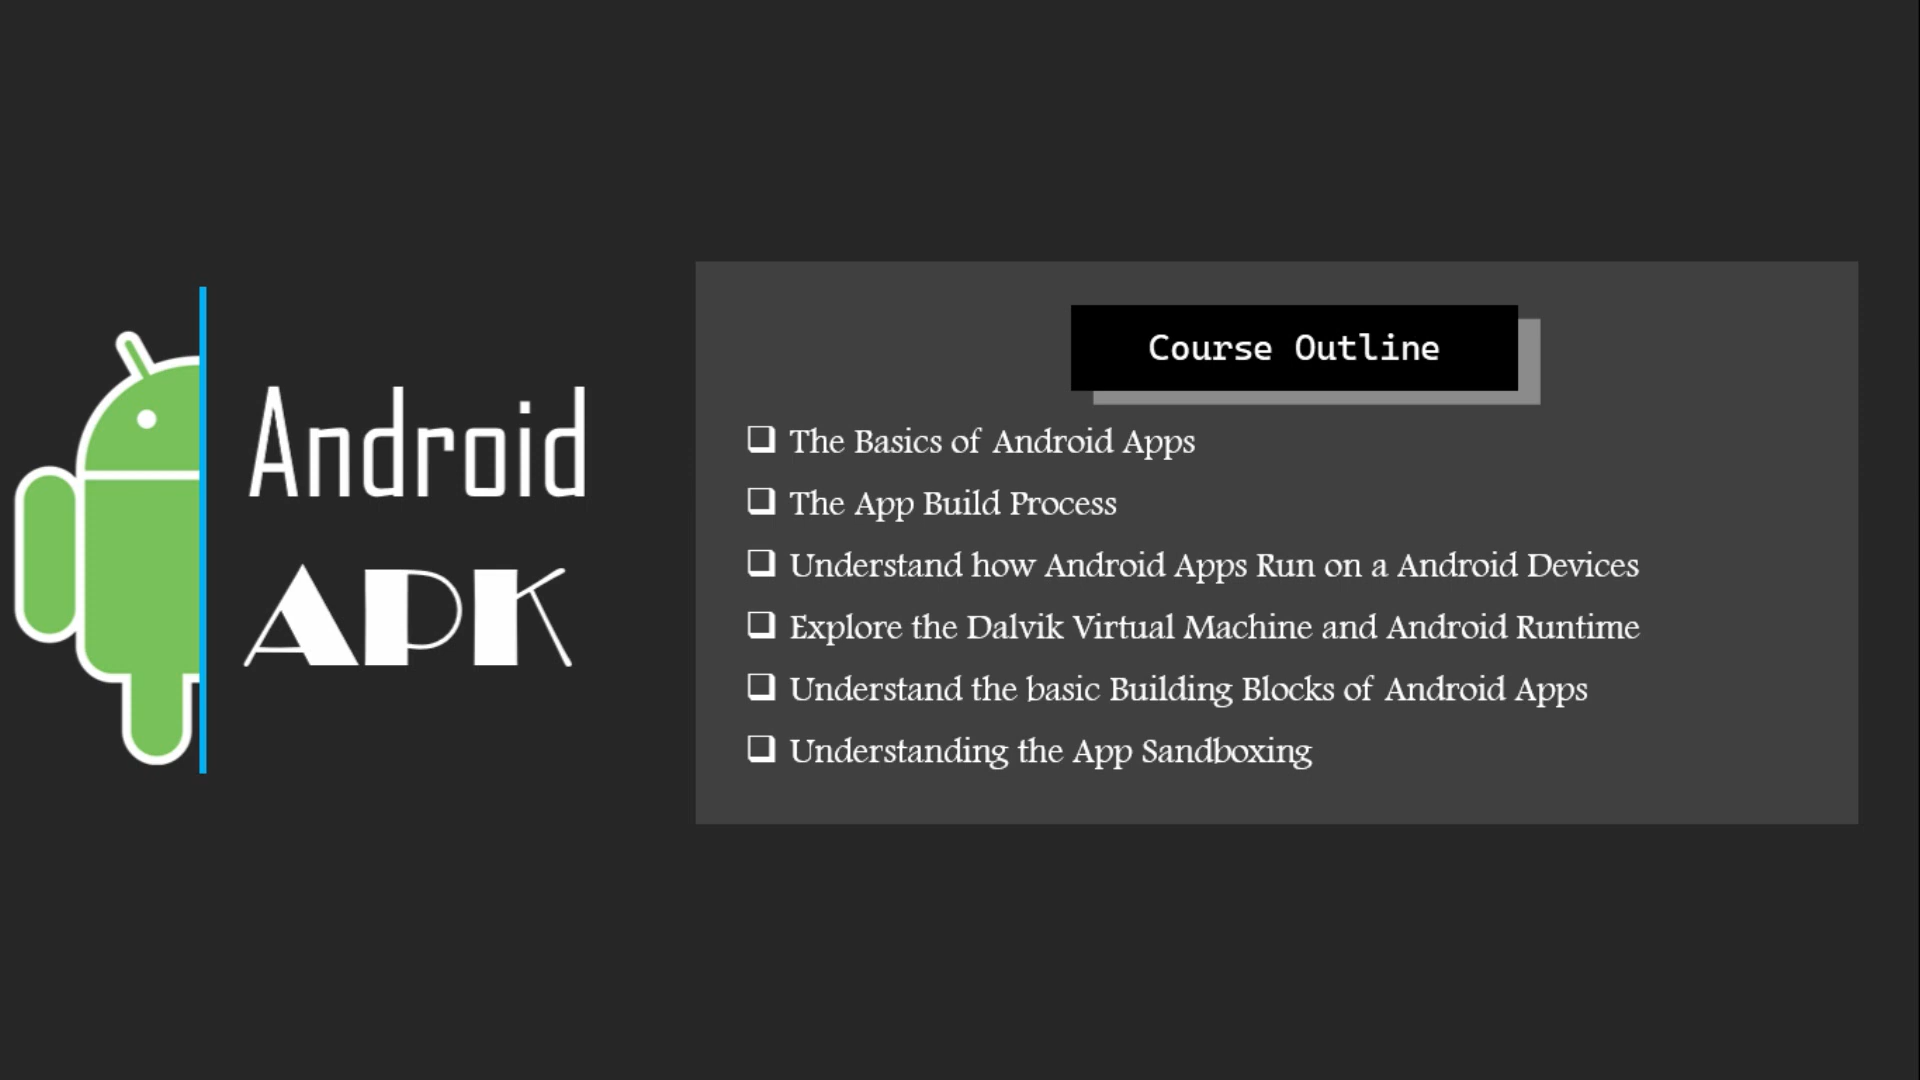 Android
APK
Course Outline
❑ The Basics of Android Apps
❑ The App Build Process
❑ Understand how Android Apps Run on a Android Devices
❑ Explore the Dalvik Virtual Machine and Android Runtime
❑ Understand the basic Building Blocks of Android Apps
❑ Understanding the App Sandboxing